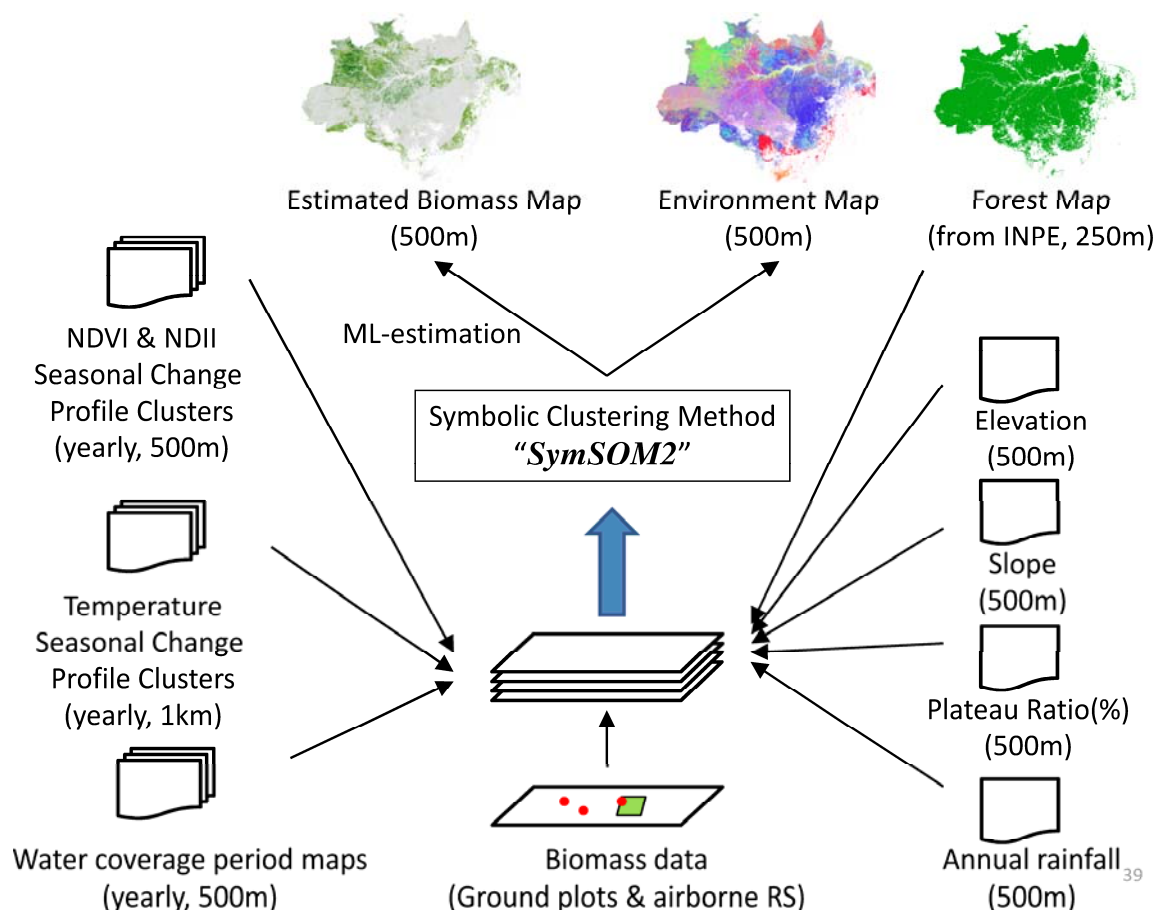 Estimated Biomass Map
(500m)
Environment Map
(500m)
Forest Map
(from INPE, 250m)
NDVI & NDII
Seasonal Change
Profile Clusters
(yearly, 500m)
ML-estimation
Symbolic Clustering Method
“SymSOM2”
Elevation
(500m)
Temperature
Seasonal Change
Profile Clusters
(yearly, 1km)
Slope
(500m)
Plateau Ratio(%)
(500m)
Water coverage period maps
(yearly, 500m)
Biomass data
(Ground plots & airborne RS)
Annual rainfall
(500m)
39